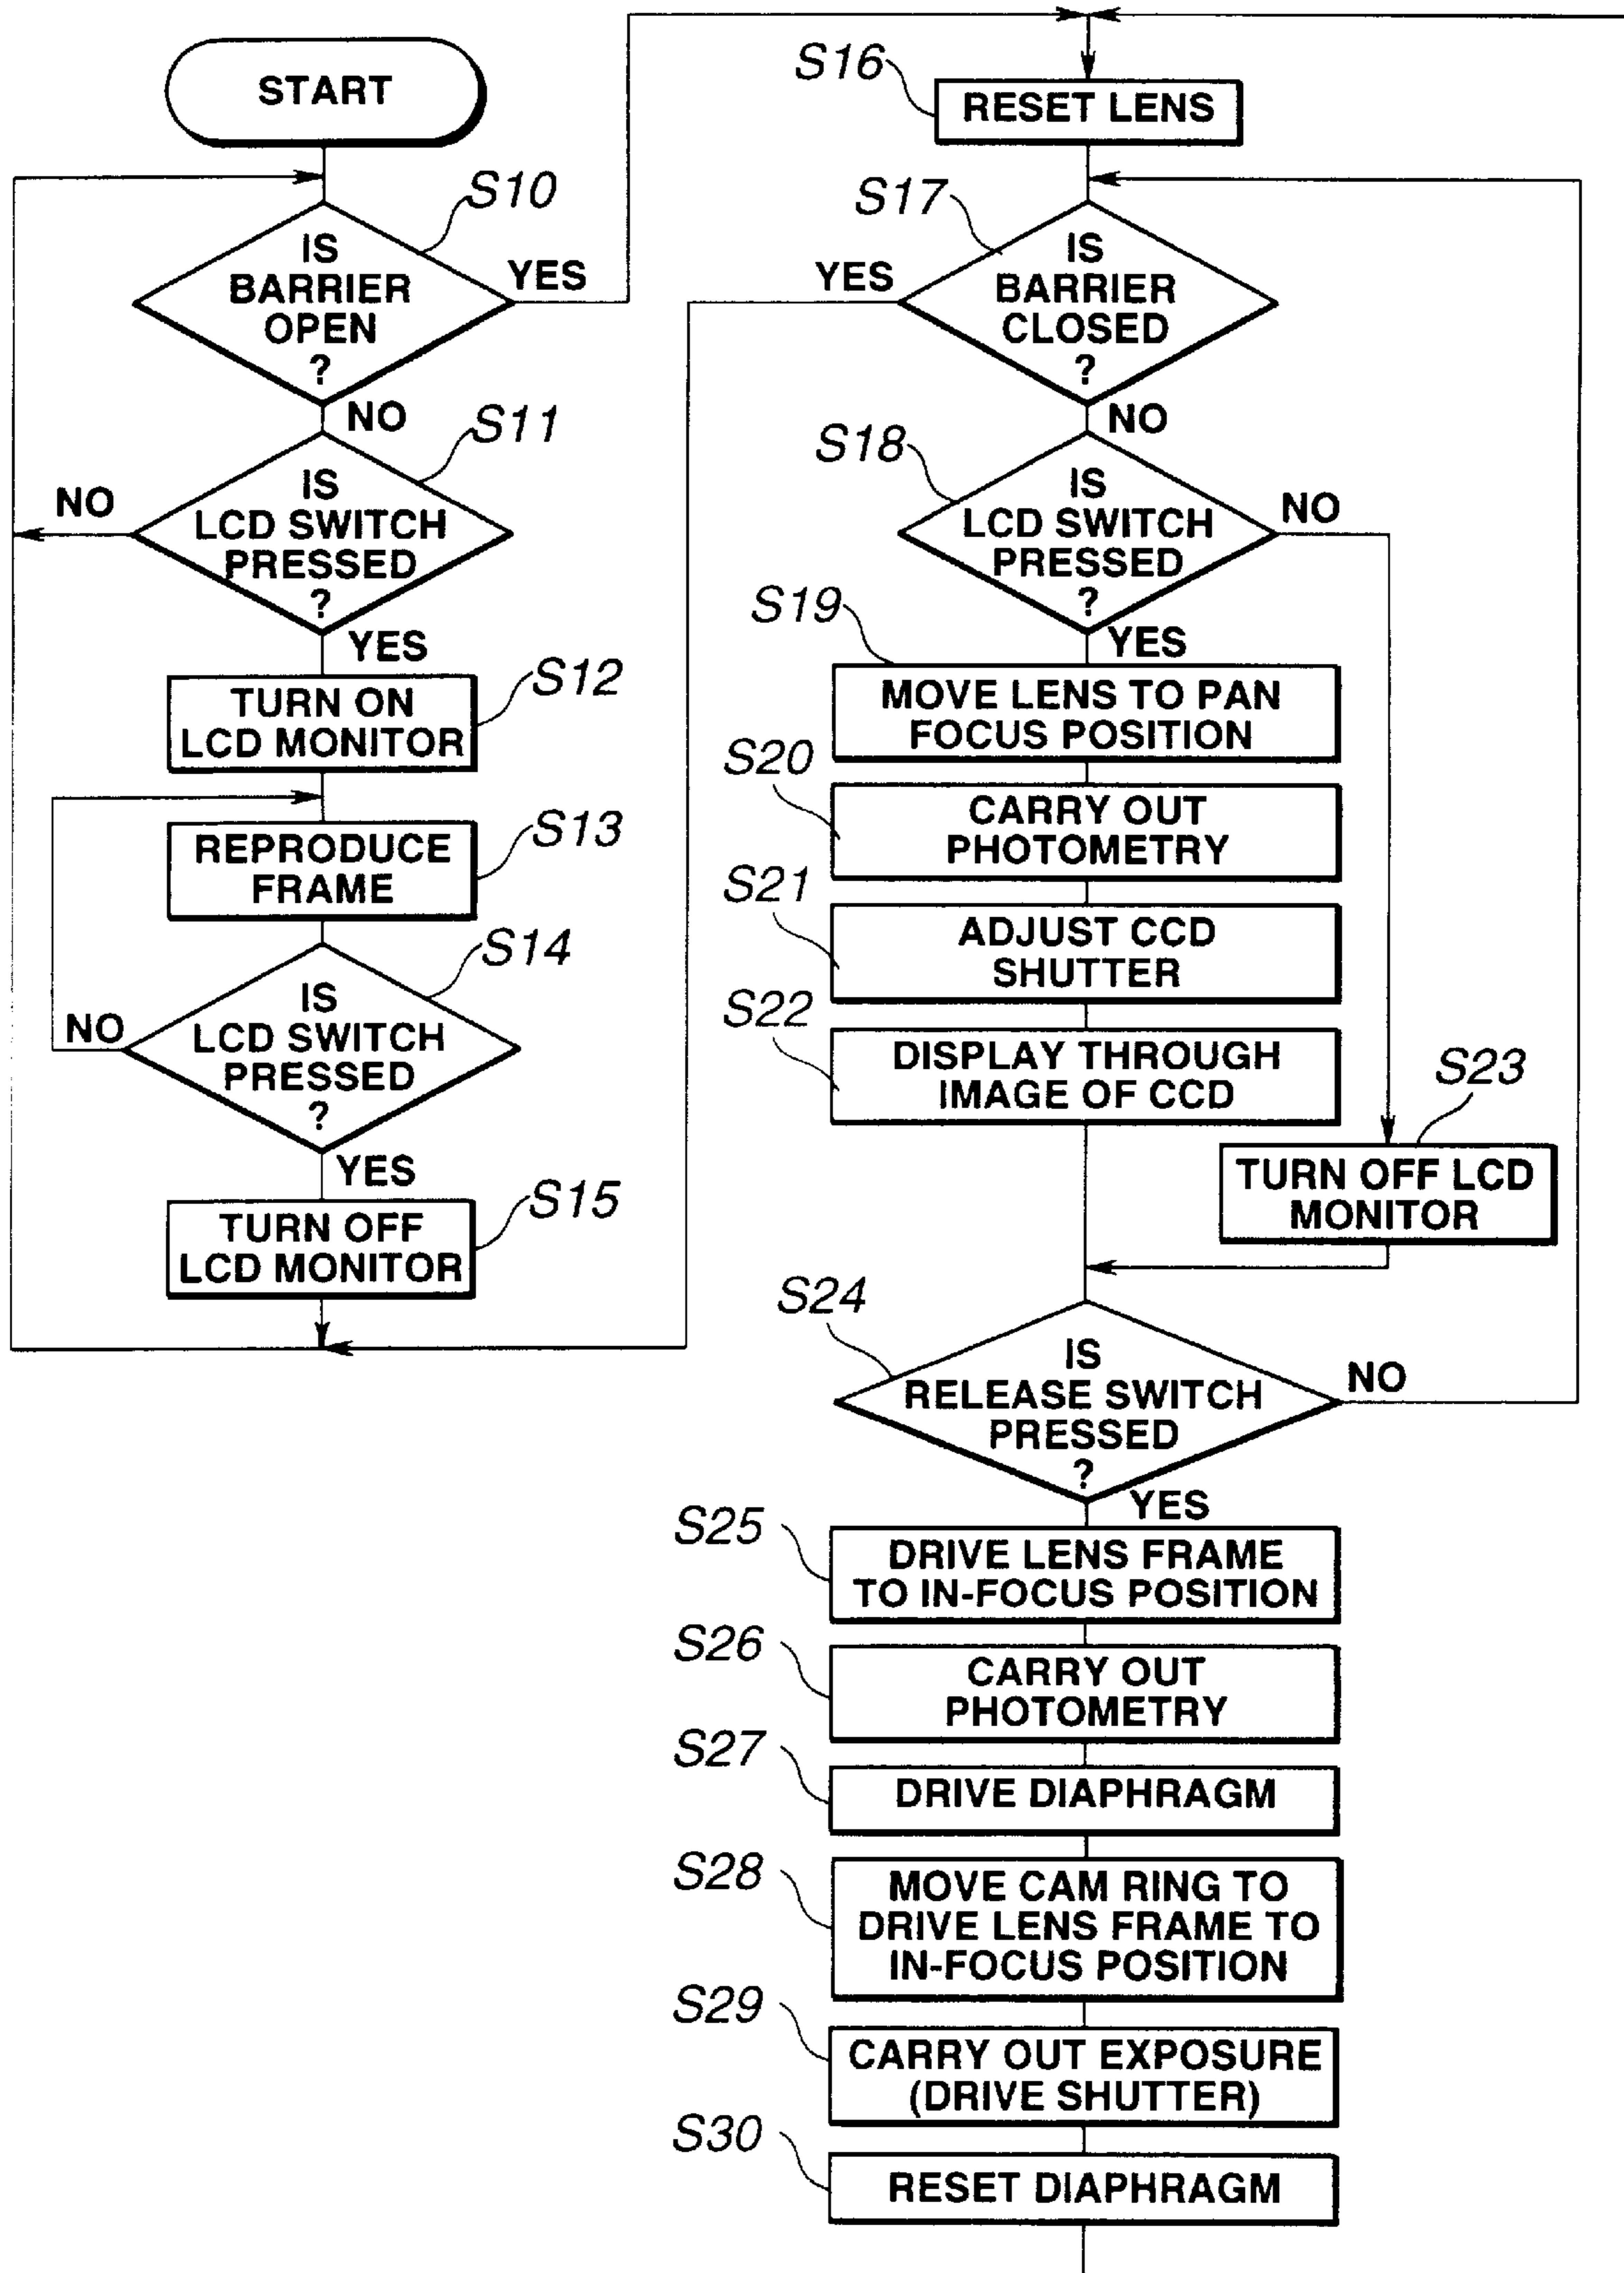 START
S10
IS
BARRIER
OPEN
?
YES
NO
S11
IS
LCD SWITCH
PRESSED
?
NO
YES
S12
TURN ON
LCD MONITOR
S13
REPRODUCE
FRAME
S14
IS
LCD SWITCH
PRESSED
?
NO
YES
S15
TURN OFF
LCD MONITOR
S16
RESET LENS
S17
IS
BARRIER
CLOSED
?
YES
NO
S18
IS
LCD SWITCH
PRESSED
?
NO
YES
S19
MOVE LENS TO PAN
FOCUS POSITION
S20
CARRY OUT
PHOTOMETRY
S21
ADJUST CCD
SHUTTER
S22
DISPLAY THROUGH
IMAGE OF CCD
S23
TURN OFF LCD
MONITOR
S24
IS
RELEASE SWITCH
PRESSED
?
NO
YES
S25
DRIVE LENS FRAME
TO IN-FOCUS POSITION
S26
CARRY OUT
PHOTOMETRY
S27
DRIVE DIAPHRAGM
S28
MOVE CAM RING TO
DRIVE LENS FRAME TO
IN-FOCUS POSITION
S29
CARRY OUT EXPOSURE
(DRIVE SHUTTER)
S30
RESET DIAPHRAGM